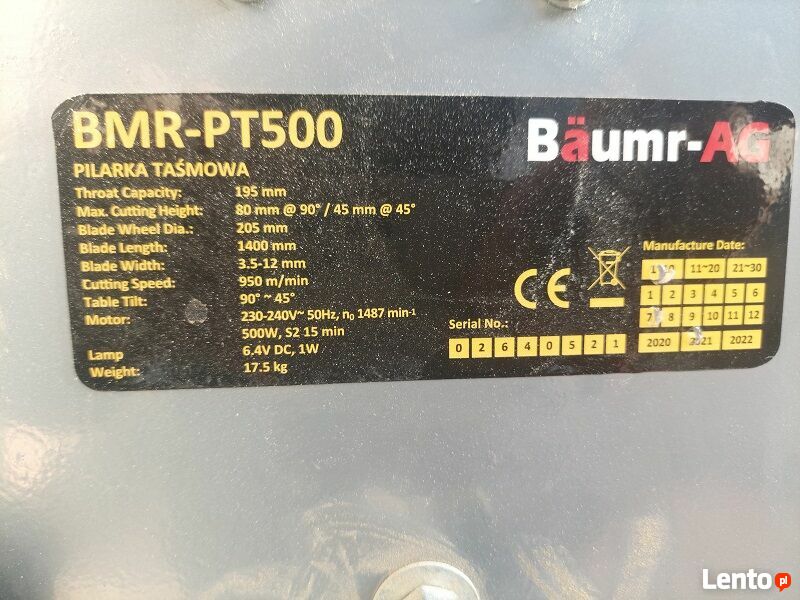 BMR-PT500
Bäumr-AG
PILARKA TAŚMOWA
Throat Capacity: 195 mm
Max. Cutting Height: 80 mm @ 90° / 45 mm @ 45°
Blade Wheel Dia.: 205 mm
Blade Length: 1400 mm
Blade Width: 3.5-12 mm
Cutting Speed: 950 m/min
Table Tilt: 90° ~ 45°
Motor: 230-240V~ 50Hz, n₀ 1487 min⁻¹
500W, S2 15 min
Lamp 6.4V DC, 1W
Weight: 17.5 kg
CE
Serial No.:
0 2 6 4 0 5 2 1
Manufacture Date:
11~20 21~30
1 2 3 4 5 6
7 8 9 10 11 12
2020 2021 2022
Lento.pl